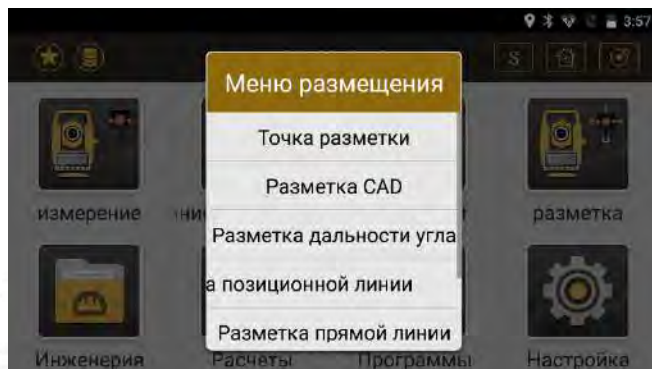 3:57
S
Меню размещения
Точка разметки
Разметка CAD
измерение
разметка
Разметка дальности угла
а позиционной линии
Разметка прямой линии
Инженерия Расчеты Программы Настройка